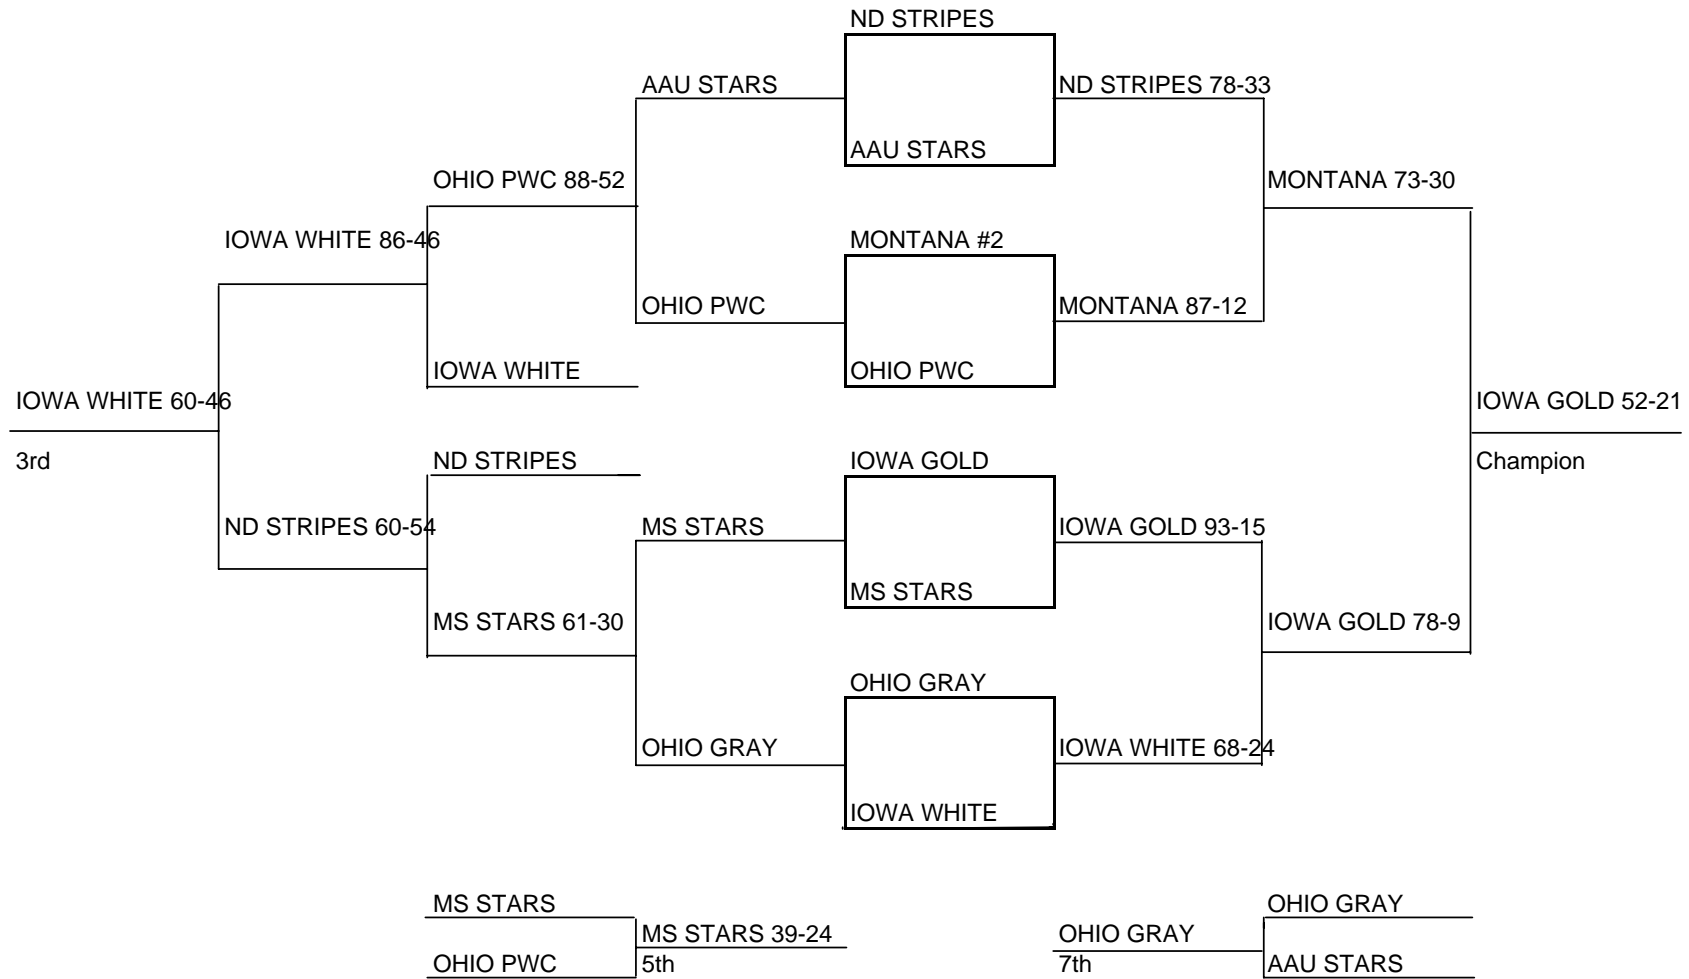 ND STRIPES
AAU STARS
ND STRIPES 78-33
AAU STARS
OHIO PWC 88-52
MONTANA 73-30
IOWA WHITE 86-46
MONTANA #2
OHIO PWC
MONTANA 87-12
IOWA WHITE
OHIO PWC
IOWA WHITE 60-46
IOWA GOLD 52-21
3rd
ND STRIPES
IOWA GOLD
Champion
ND STRIPES 60-54
MS STARS
IOWA GOLD 93-15
MS STARS
MS STARS 61-30
IOWA GOLD 78-9
OHIO GRAY
OHIO GRAY
IOWA WHITE 68-24
IOWA WHITE
MS STARS
OHIO GRAY
MS STARS 39-24
OHIO GRAY
OHIO PWC
5th
7th
AAU STARS